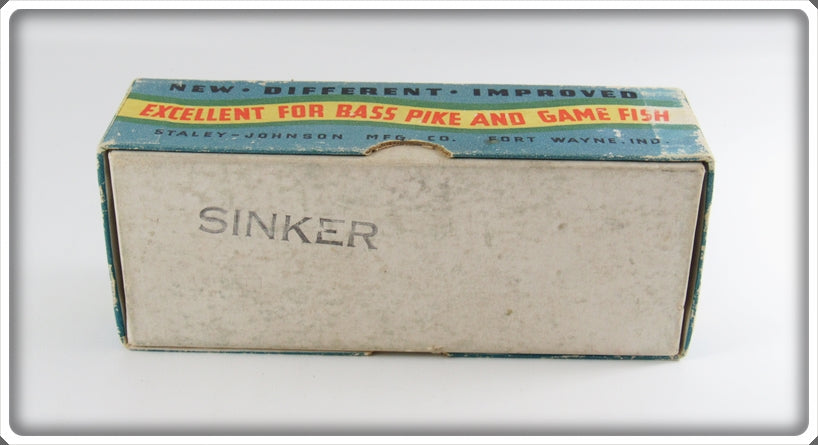 NEW • DIFFERENT • IMPROVED
EXCELLENT FOR BASS PIKE AND GAME FISH
STALEY-JOHNSON MFG. CO. FORT WAYNE, IND.
SINKER